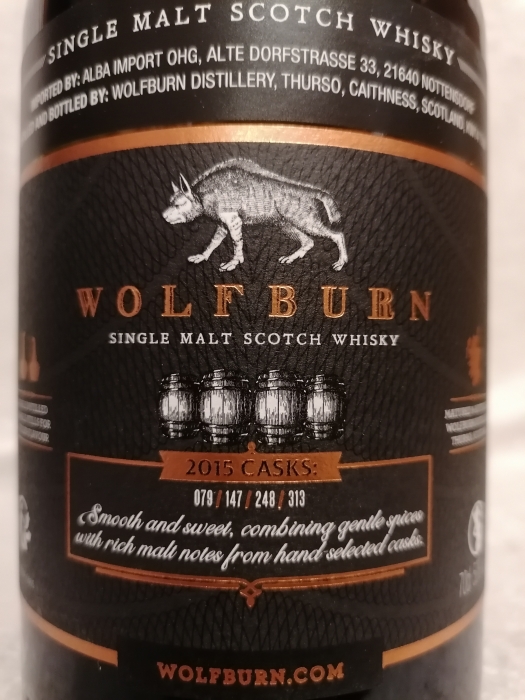 SINGLE MALT SCOTCH WHISKY
IMPORTED BY: ALBA IMPORT OHG, ALTE DORFSTRASSE 33, 21640 NOTTENSDORF
AND BOTTLED BY: WOLFBURN DISTILLERY, THURSO, CAITHNESS, SCOTLAND,
WOLFBURN
SINGLE MALT SCOTCH WHISKY
2015 CASKS:
079 / 147 / 248 / 313
Smooth and sweet, combining gentle spices
with rich malt notes from hand-selected casks.
WOLFBURN.COM